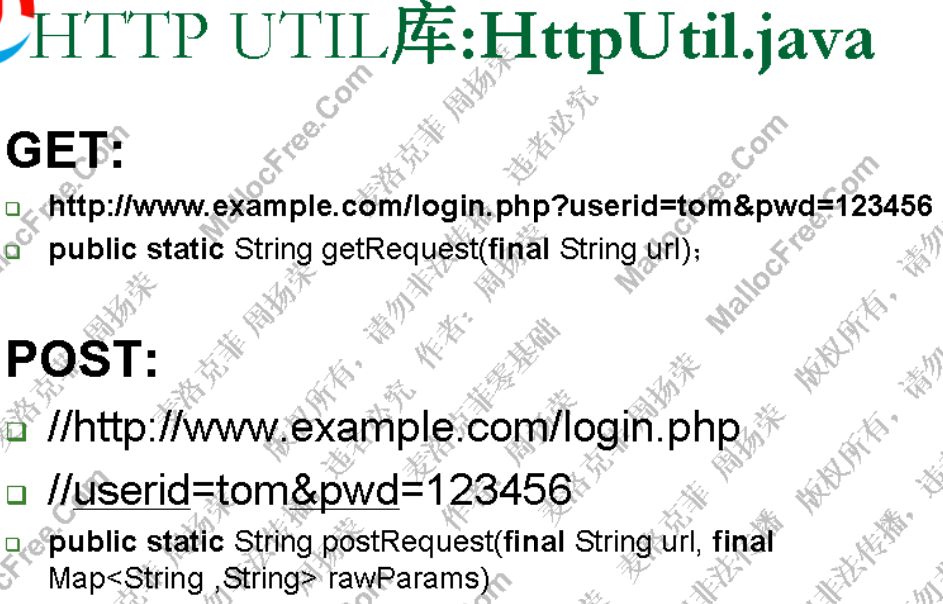 HTTP UTIL库:HttpUtil.java
GET:
http://www.example.com/login.php?userid=tom&pwd=123456
public static String getRequest(final String url);
POST:
//http://www.example.com/login.php
//userid=tom&pwd=123456
public static String postRequest(final String url, final
Map<String ,String> rawParams)
MallocFree.Com
麦洛克菲 周扬荣
版权所有，请勿非法传播，违者必究
作者：周扬荣
麦洛克菲零基础